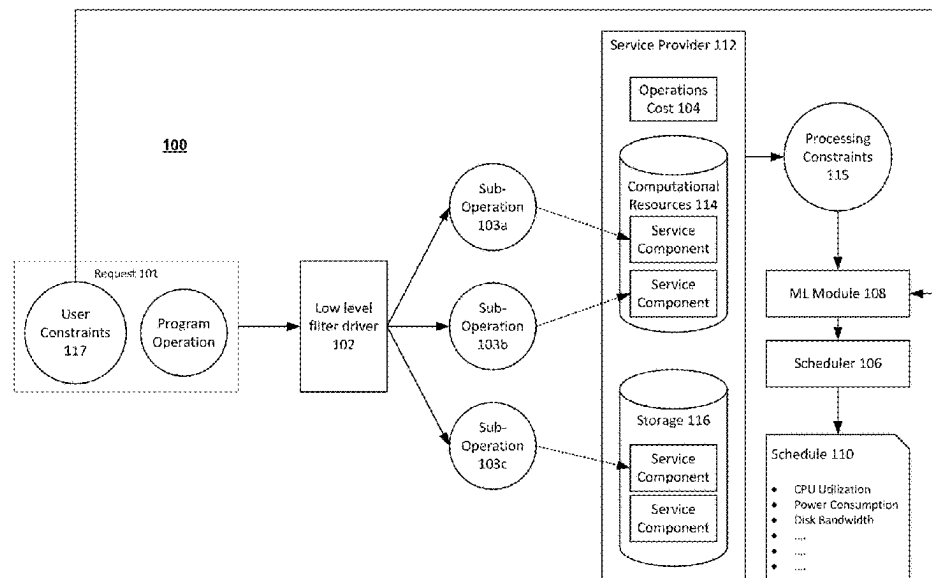 100
Request 101
User
Constraints
117
Program
Operation
Low level
filter driver
102
Sub-
Operation
103a
Sub-
Operation
103b
Sub-
Operation
103c
Service Provider 112
Operations
Cost 104
Computational
Resources 114
Service
Component
Service
Component
Storage 116
Service
Component
Service
Component
Processing
Constraints
115
ML Module 108
Scheduler 106
Schedule 110
◆ CPU Utilization
◆ Power Consumption
◆ Disk Bandwidth
◆ ....
◆ ....
◆ ....